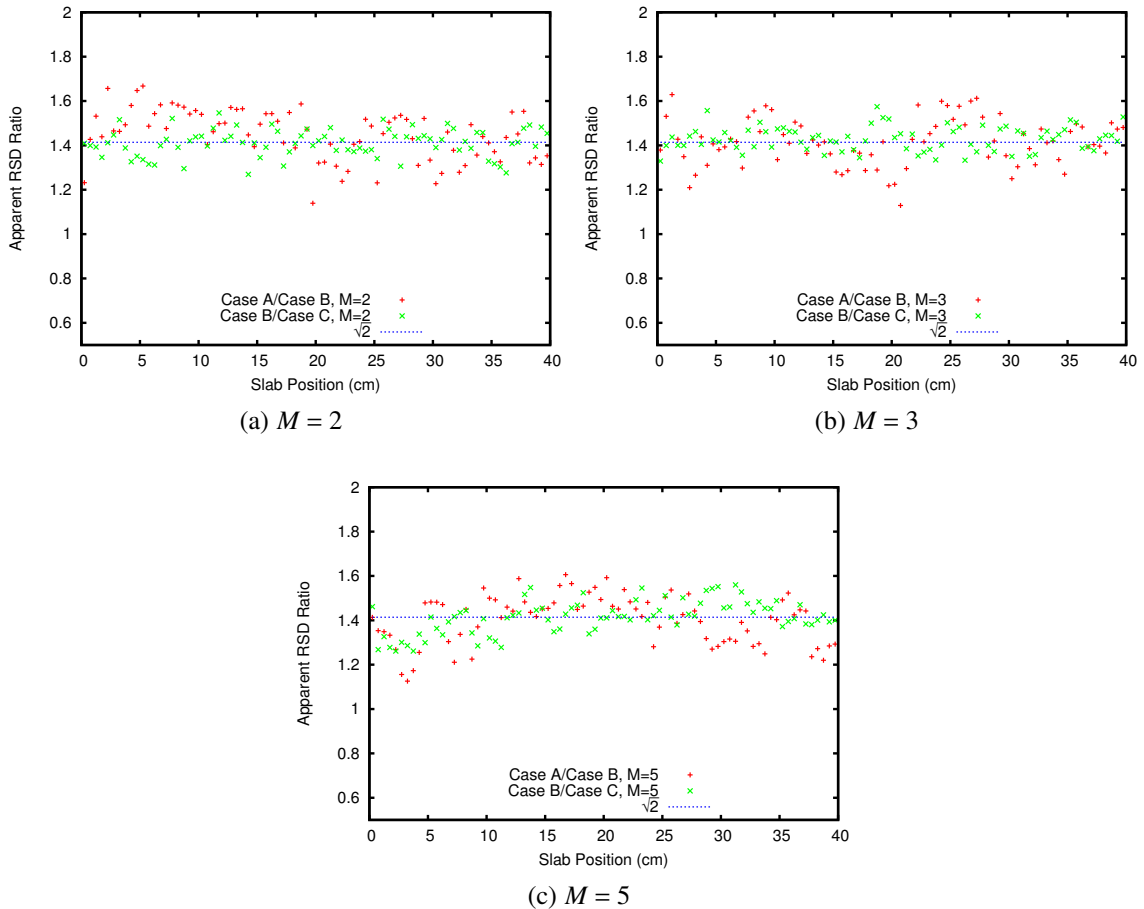 2
1.8
1.6
1.4
1.2
1
0.8
0.6
Apparent RSD Ratio
Case A/Case B, M=2
Case B/Case C, M=2
√2
0 5 10 15 20 25 30 35 40
Slab Position (cm)
(a) M = 2
2
1.8
1.6
1.4
1.2
1
0.8
0.6
Apparent RSD Ratio
Case A/Case B, M=3
Case B/Case C, M=3
√2
0 5 10 15 20 25 30 35 40
Slab Position (cm)
(b) M = 3
2
1.8
1.6
1.4
1.2
1
0.8
0.6
Apparent RSD Ratio
Case A/Case B, M=5
Case B/Case C, M=5
√2
0 5 10 15 20 25 30 35 40
Slab Position (cm)
(c) M = 5